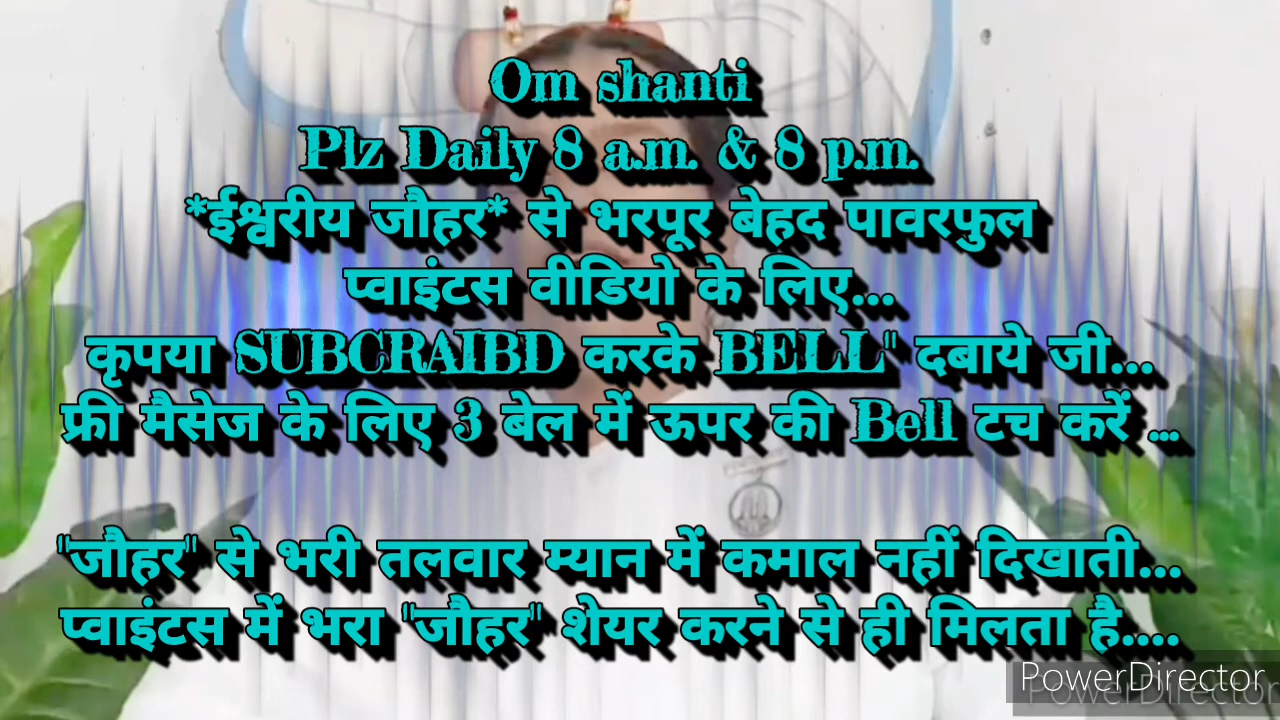 Om shanti
Plz Daily 8 a.m. & 8 p.m.
*ईश्वरीय जौहर* से भरपूर बेहद पावरफुल
प्वाइंटस वीडियो के लिए...
कृपया SUBCRAIBD करके BELL" दबाये जी...
फ्री मैसेज के लिए 3 बेल में ऊपर की Bell टच करें ...
"जौहर" से भरी तलवार म्यान में कमाल नहीं दिखाती...
प्वाइंटस में भरा "जौहर" शेयर करने से ही मिलता है....
PowerDirector